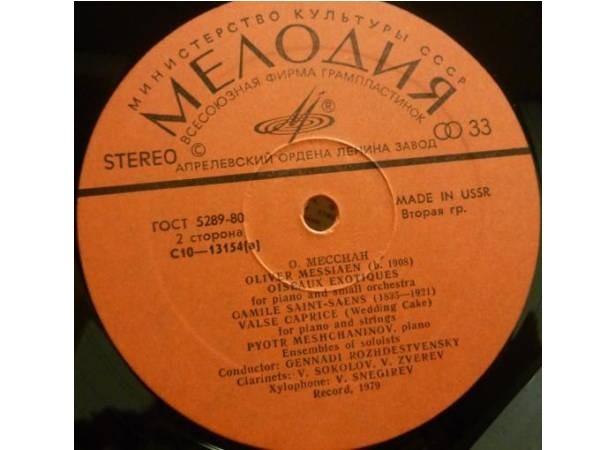 МИНИСТЕРСТВО КУЛЬТУРЫ СССР
МЕЛОДИЯ
ВСЕСОЮЗНАЯ ФИРМА ГРАМПЛАСТИНОК
®
©
STEREO
33
АПРЕЛЕВСКИЙ ОРДЕНА ЛЕНИНА ЗАВОД
ГОСТ 5289-80
2 сторона
С10—13154[а]
MADE IN USSR
Вторая гр.
О. МЕССИАН
OLIVER MESSIAEN (b. 1908)
OISEAUX EXOTIQUES
for piano and small orchestra
CAMILE SAINT-SAENS (1835—1921)
VALSE CAPRICE (Wedding Cake)
for piano and strings
PYOTR MESHCHANINOV, piano
Ensembles of soloists
Conductor: GENNADI ROZHDESTVENSKY
Clarinets: V. SOKOLOV, V. ZVEREV
Xylophone: V. SNEGIREV
Record, 1979